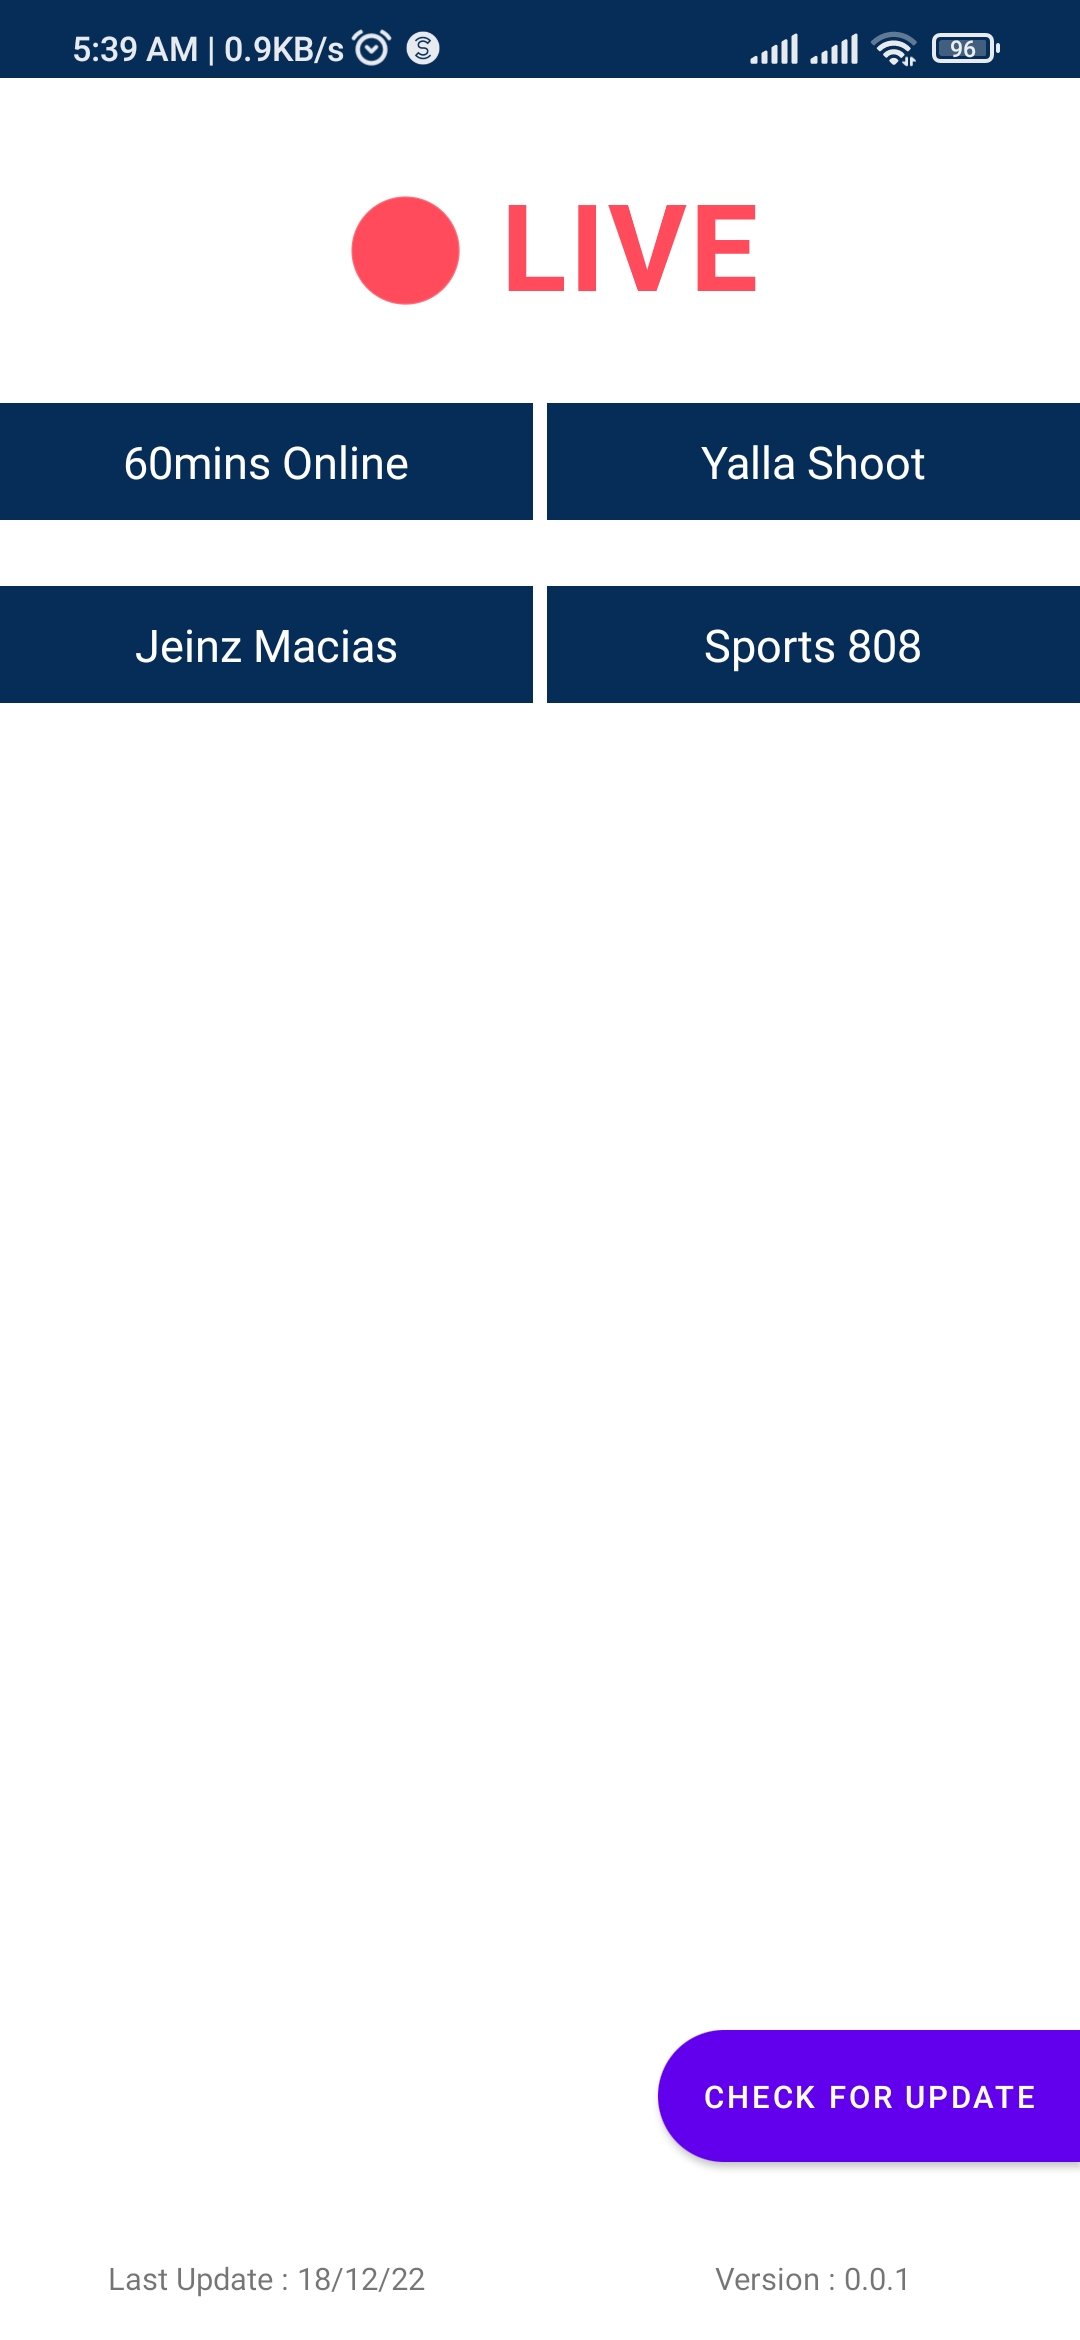 5:39 AM | 0.9KB/s
96
LIVE
60mins Online
Yalla Shoot
Jeinz Macias
Sports 808
CHECK FOR UPDATE
Last Update : 18/12/22
Version : 0.0.1